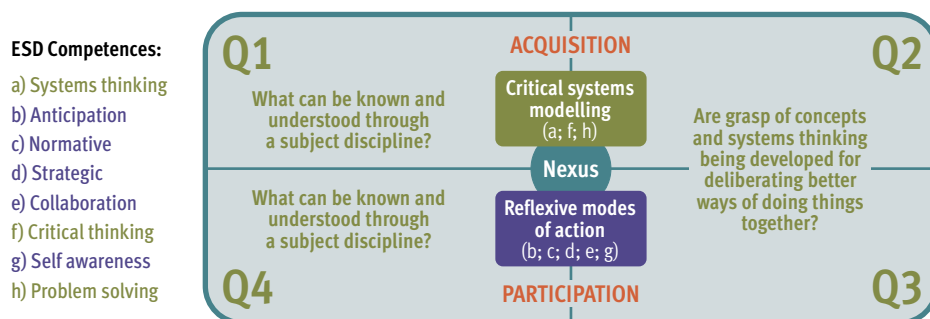 ESD Competences:
a) Systems thinking
b) Anticipation
c) Normative
d) Strategic
e) Collaboration
f) Critical thinking
g) Self awareness
h) Problem solving
Q1
ACQUISITION
Q2
What can be known and
understood through
a subject discipline?
Critical systems
modelling
(a; f; h)
Are grasp of concepts
and systems thinking
being developed for
deliberating better
ways of doing things
together?
Nexus
What can be known and
understood through
a subject discipline?
Reflexive modes
of action
(b; c; d; e; g)
Q4
PARTICIPATION
Q3